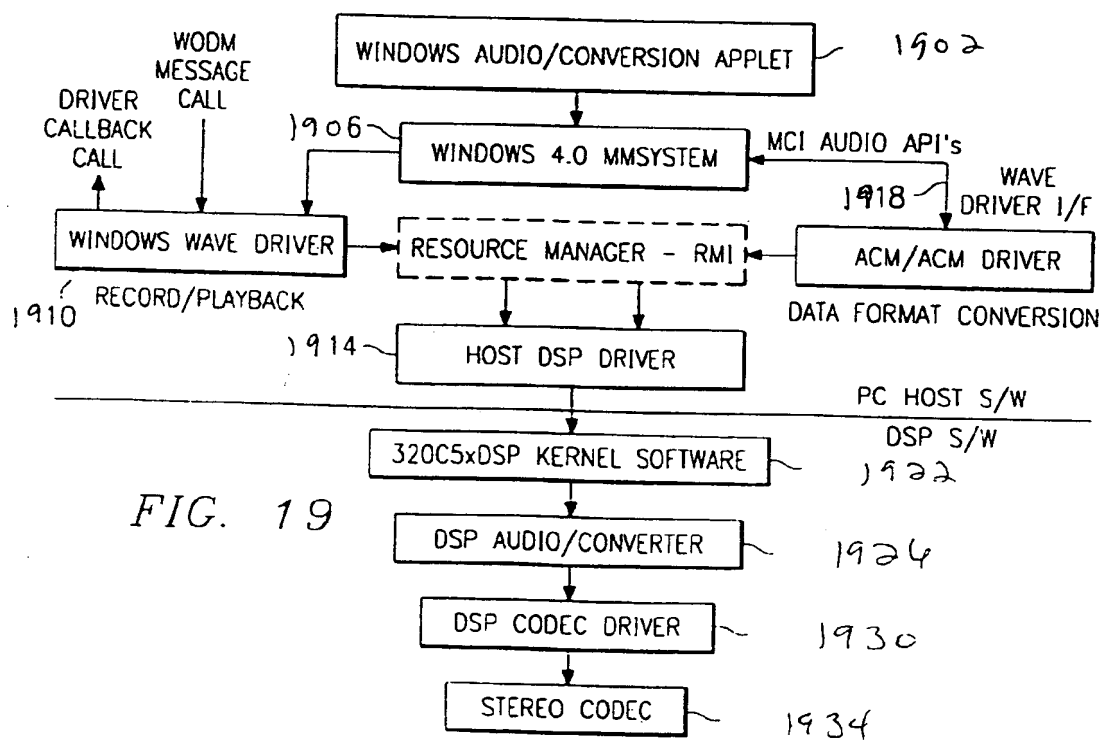 WINDOWS AUDIO/CONVERSION APPLET
1902
WODM
MESSAGE
CALL
DRIVER
CALLBACK
CALL
1906
WINDOWS 4.0 MMSYSTEM
MCI AUDIO API's
1918
WAVE
DRIVER I/F
WINDOWS WAVE DRIVER
RESOURCE MANAGER - RMI
ACM/ACM DRIVER
1910
RECORD/PLAYBACK
DATA FORMAT CONVERSION
1914
HOST DSP DRIVER
PC HOST S/W
DSP S/W
320C5xDSP KERNEL SOFTWARE
1922
FIG. 19
DSP AUDIO/CONVERTER
1926
DSP CODEC DRIVER
1930
STEREO CODEC
1934